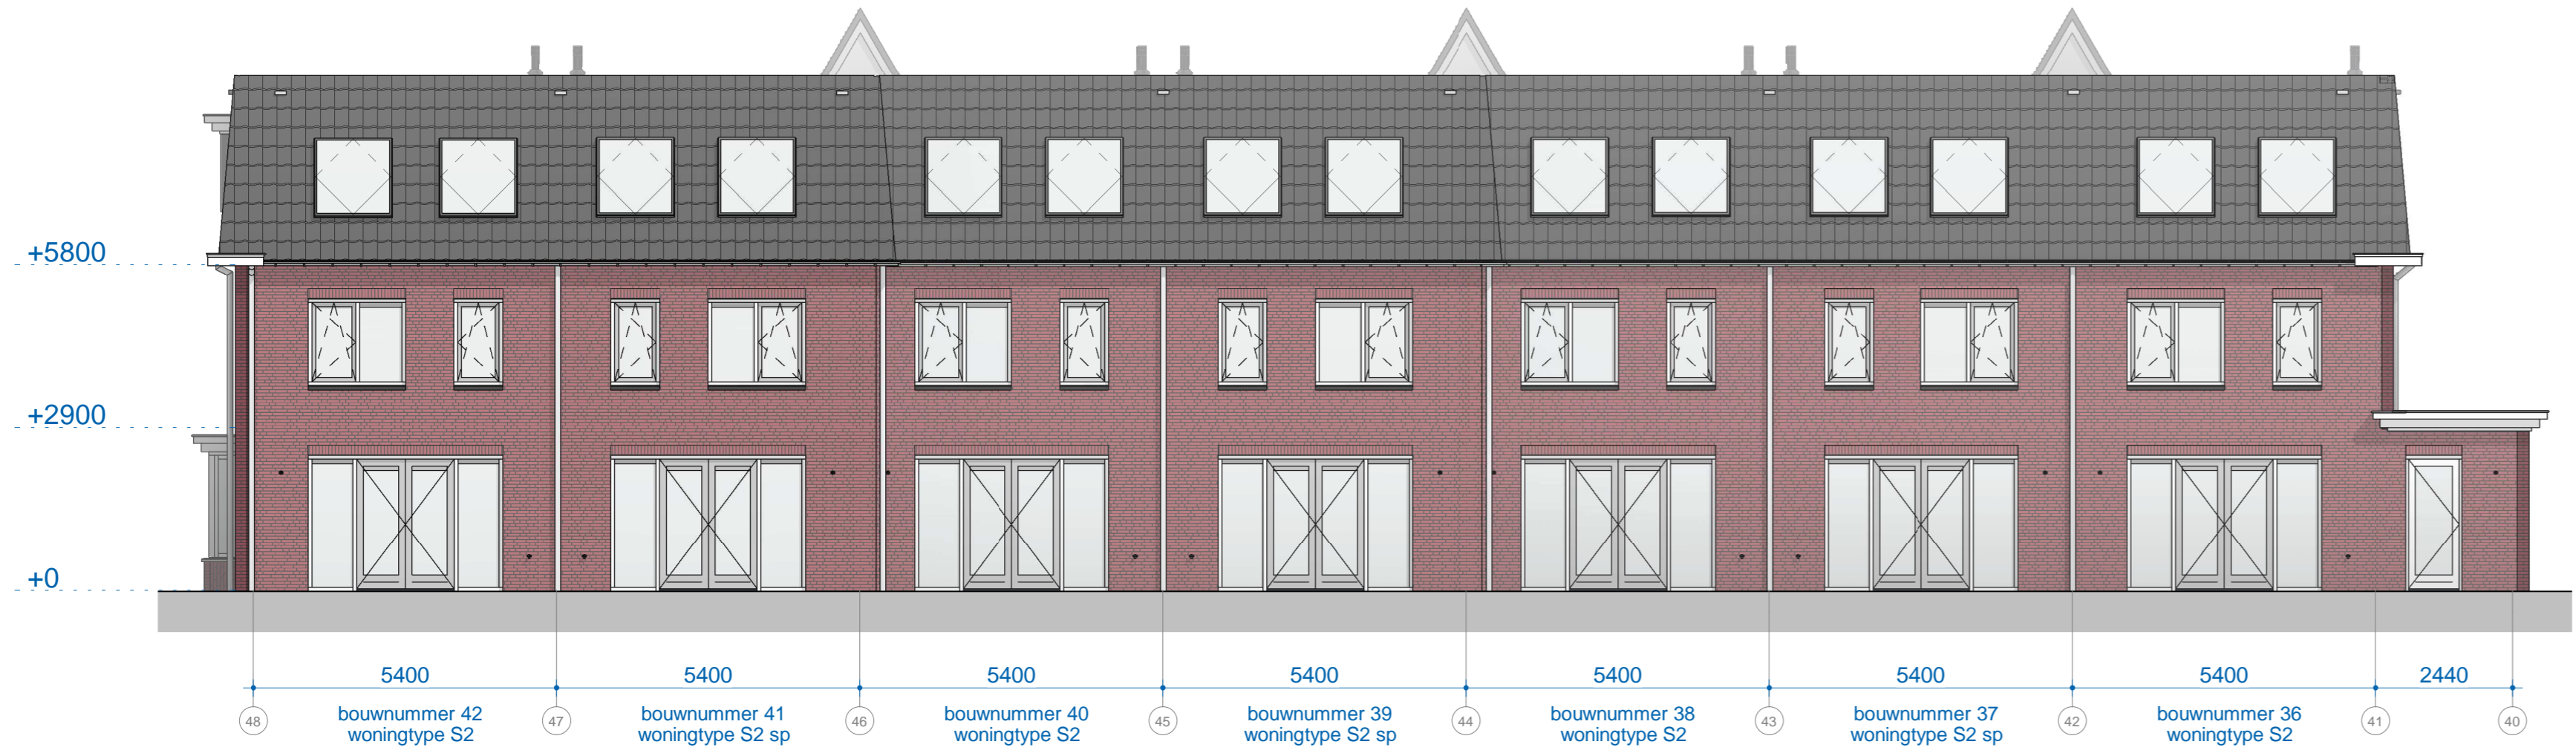 +5800
+2900
+0
5400 5400 5400 5400 5400 5400 5400 2440
48 47 46 45 44 43 42 41 40
bouwnummer 42
woningtype S2
bouwnummer 41
woningtype S2 sp
bouwnummer 40
woningtype S2
bouwnummer 39
woningtype S2 sp
bouwnummer 38
woningtype S2
bouwnummer 37
woningtype S2 sp
bouwnummer 36
woningtype S2